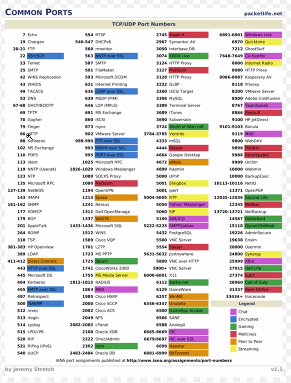 COMMON PORTS
packetlife.net
TCP/UDP Port Numbers
7 Echo
19 Chargen
20-21 FTP
22 SSH/SCP
23 Telnet
25 SMTP
42 WINS Replication
43 WHOIS
49 TACACS
53 DNS
67-68 DHCP/BOOTP
69 TFTP
70 Gopher
79 Finger
80 HTTP
88 Kerberos
102 MS Exchange
110 POP3
113 Ident
119 NNTP (Usenet)
123 NTP
135 Microsoft RPC
137-139 NetBIOS
143 IMAP4
161-162 SNMP
177 XDMCP
179 BGP
201 AppleTalk
264 BGMP
318 TSP
381-383 HP Openview
389 LDAP
411-412 Direct Connect
443 HTTP over SSL
445 Microsoft DS
464 Kerberos
465 SMTP over SSL
497 Retrospect
500 ISAKMP
512 rexec
513 rlogin
514 syslog
515 LPD/LPR
520 RIP
521 RIPng (IPv6)
540 UUCP
554 RTSP
546-547 DHCPv6
560 rmonitor
563 NNTP over SSL
587 SMTP
591 FileMaker
593 Microsoft DCOM
631 Internet Printing
636 LDAP over SSL
639 MSDP (PIM)
646 LDP (MPLS)
691 MS Exchange
860 iSCSI
873 rsync
902 VMware Server
989-990 FTP over SSL
993 IMAP4 over SSL
995 POP3 over SSL
1025 Microsoft RPC
1026-1029 Windows Messenger
1080 SOCKS Proxy
1080 MyDoom
1194 OpenVPN
1214 Kazaa
1241 Nessus
1311 Dell OpenManage
1337 WASTE
1433-1434 Microsoft SQL
1512 WINS
1589 Cisco VQP
1701 L2TP
1723 MS PPTP
1725 Steam
1741 CiscoWorks 2000
1755 MS Media Server
1812-1813 RADIUS
1863 MSN
1985 Cisco HSRP
2000 Cisco SCCP
2002 Cisco ACS
2049 NFS
2082-2083 cPanel
2100 Oracle XDB
2222 DirectAdmin
2302 Halo
2483-2484 Oracle DB
2745 Bagle.H
2967 Symantec AV
3050 Interbase DB
3074 XBOX Live
3124 HTTP Proxy
3127 MyDoom
3128 HTTP Proxy
3222 GLBP
3260 iSCSI Target
3306 MySQL
3389 Terminal Server
3689 iTunes
3690 Subversion
3724 World of Warcraft
3784-3785 Ventrilo
4333 mSQL
4444 Blaster
4664 Google Desktop
4672 eMule
4899 Radmin
5000 UPnP
5001 Slingbox
5001 iperf
5004-5005 RTP
5050 Yahoo! Messenger
5060 SIP
5190 AIM/ICQ
5222-5223 XMPP/Jabber
5432 PostgreSQL
5500 VNC Server
5554 Sasser
5631-5632 pcAnywhere
5800 VNC over HTTP
5900+ VNC Server
6000-6001 X11
6112 Battle.net
6129 DameWare
6257 WinMX
6346-6347 Gnutella
6500 GameSpy Arcade
6566 SANE
6588 AnalogX
6665-6669 IRC
6679/6697 IRC over SSL
6699 Napster
6881-6999 BitTorrent
6891-6901 Windows Live
6970 Quicktime
7212 GhostSurf
7648-7649 CU-SeeMe
8000 Internet Radio
8080 HTTP Proxy
8086-8087 Kaspersky AV
8118 Privoxy
8200 VMware Server
8500 Adobe ColdFusion
8767 TeamSpeak
8866 Bagle.B
9100 HP JetDirect
9101-9103 Bacula
9119 MXit
9800 WebDAV
9898 Dabber
9988 Rbot/Spybot
9999 Urchin
10000 Webmin
10000 BackupExec
10113-10116 NetIQ
11371 OpenPGP
12035-12036 Second Life
12345 NetBus
13720-13721 NetBackup
14567 Battlefield
15118 Dipnet/Oddbob
19226 AdminSecure
19638 Ensim
20000 Usermin
24800 Synergy
25999 Xfire
27015 Half-Life
27374 Sub7
28960 Call of Duty
31337 Back Orifice
33434+ traceroute
Legend
Chat
Encrypted
Gaming
Malicious
Peer to Peer
Streaming
IANA port assignments published at http://www.iana.org/assignments/port-numbers
by Jeremy Stretch
v1.1